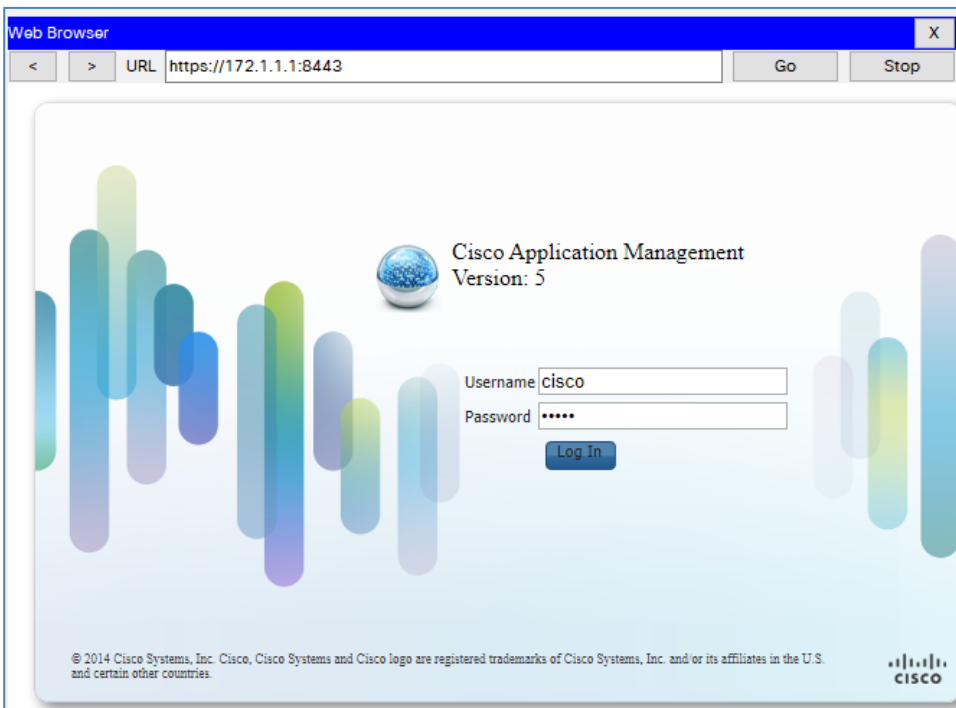 Web Browser X
< > URL https://172.1.1.1:8443 Go Stop
Cisco Application Management
Version: 5
Username cisco
Password •••••
Log In
© 2014 Cisco Systems, Inc. Cisco, Cisco Systems and Cisco logo are registered trademarks of Cisco Systems, Inc. and/or its affiliates in the U.S.
and certain other countries.
CISCO